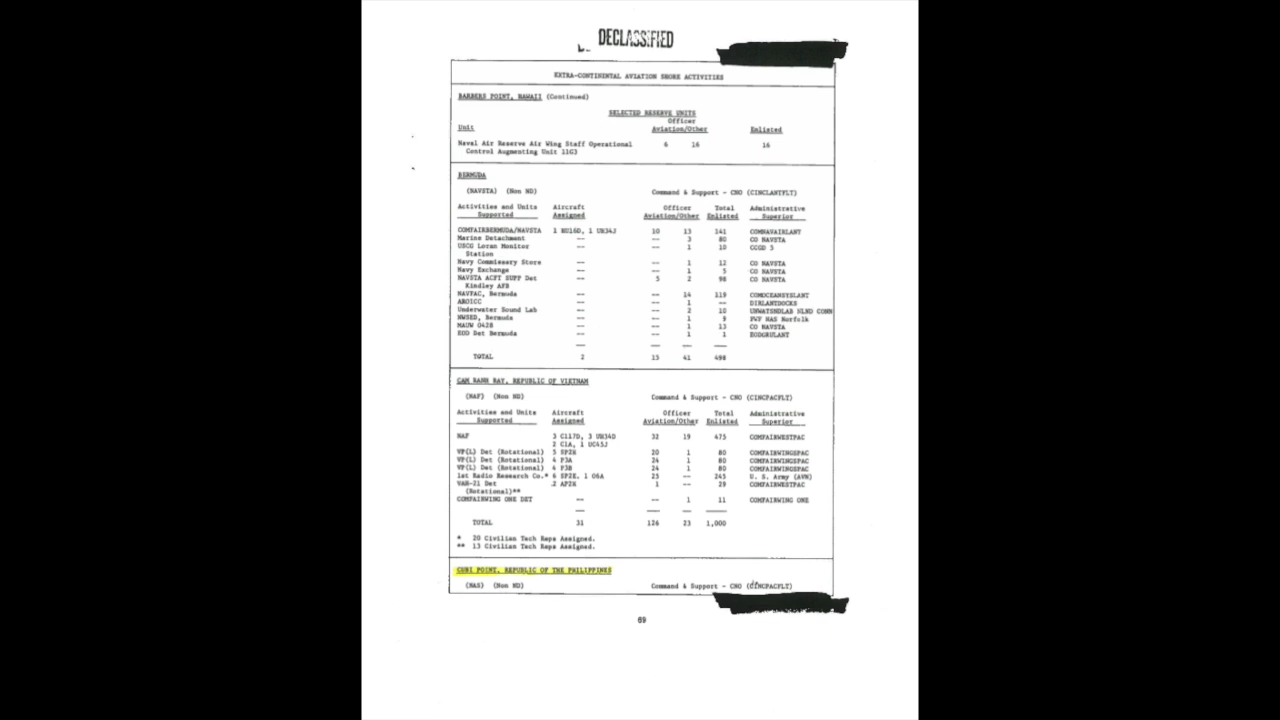 DECLASSIFIED
EXTRA-CONTINENTAL AVIATION SHORE ACTIVITIES
BARBERS POINT, HAWAII (Continued)
SELECTED RESERVE UNITS
Officer
Unit Aviation/Other Enlisted
Naval Air Reserve Air Wing Staff Operational 6 16 16
Control Augmenting Unit 11G3
BERMUDA
(NAVSTA) (Non ND) Command & Support - CNO (CINCLANTFLT)
Activities and Units Aircraft Officer Total Administrative
Supported Assigned Aviation/Other Enlisted Superior
COMFAIRBERMUDA/NAVSTA 1 HU16D, 1 UH34J 10 13 141 COMNAVAIRLANT
Marine Detachment -- -- 3 80 CO NAVSTA
USCG Loran Monitor -- -- 1 10 CCGD 5
Station
Navy Commissary Store -- -- 1 12 CO NAVSTA
Navy Exchange -- -- 1 5 CO NAVSTA
NAVSTA ACFT SUPP Det -- 5 2 98 CO NAVSTA
Kindley AFB
NAVFAC, Bermuda -- -- 14 119 COMOCEANSYSLANT
AROICC -- -- 1 -- DIRLANTDOCKS
Underwater Sound Lab -- -- 2 10 UNWATSNDLAB NLND CONN
NWSED, Bermuda -- -- 1 9 FWF NAS Norfolk
MAUW 0428 -- -- 1 13 CO NAVSTA
EOD Det Bermuda -- -- 1 1 EODGRULANT
TOTAL 2 15 41 498
CAM RANH BAY, REPUBLIC OF VIETNAM
(NAF) (Non ND) Command & Support - CNO (CINCPACFLT)
Activities and Units Aircraft Officer Total Administrative
Supported Assigned Aviation/Other Enlisted Superior
NAF 3 C117D, 3 UH34D 32 19 475 COMFAIRWESTPAC
2 C1A, 1 UC45J
VP(L) Det (Rotational) 5 SP2H 20 1 80 COMFAIRWINGSPAC
VP(L) Det (Rotational) 4 P3A 24 1 80 COMFAIRWINGSPAC
VP(L) Det (Rotational) 4 P3B 24 1 80 COMFAIRWINGSPAC
1st Radio Research Co.* 6 SP2E, 1 O6A 25 -- 245 U. S. Army (AVN)
VAH-21 Det 2 AP2H 1 -- 29 COMFAIRWESTPAC
(Rotational)**
COMFAIRWING ONE DET -- -- 1 11 COMFAIRWING ONE
TOTAL 31 126 23 1,000
* 20 Civilian Tech Reps Assigned.
** 13 Civilian Tech Reps Assigned.
CUBI POINT, REPUBLIC OF THE PHILIPPINES
(NAS) (Non ND) Command & Support - CNO (CINCPACFLT)
69